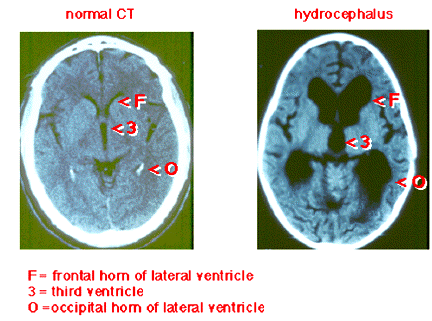 normal CT
hydrocephalus
< F
< F
< 3
< 3
< O
< O
F = frontal horn of lateral ventricle
3 = third ventricle
O =occipital horn of lateral ventricle